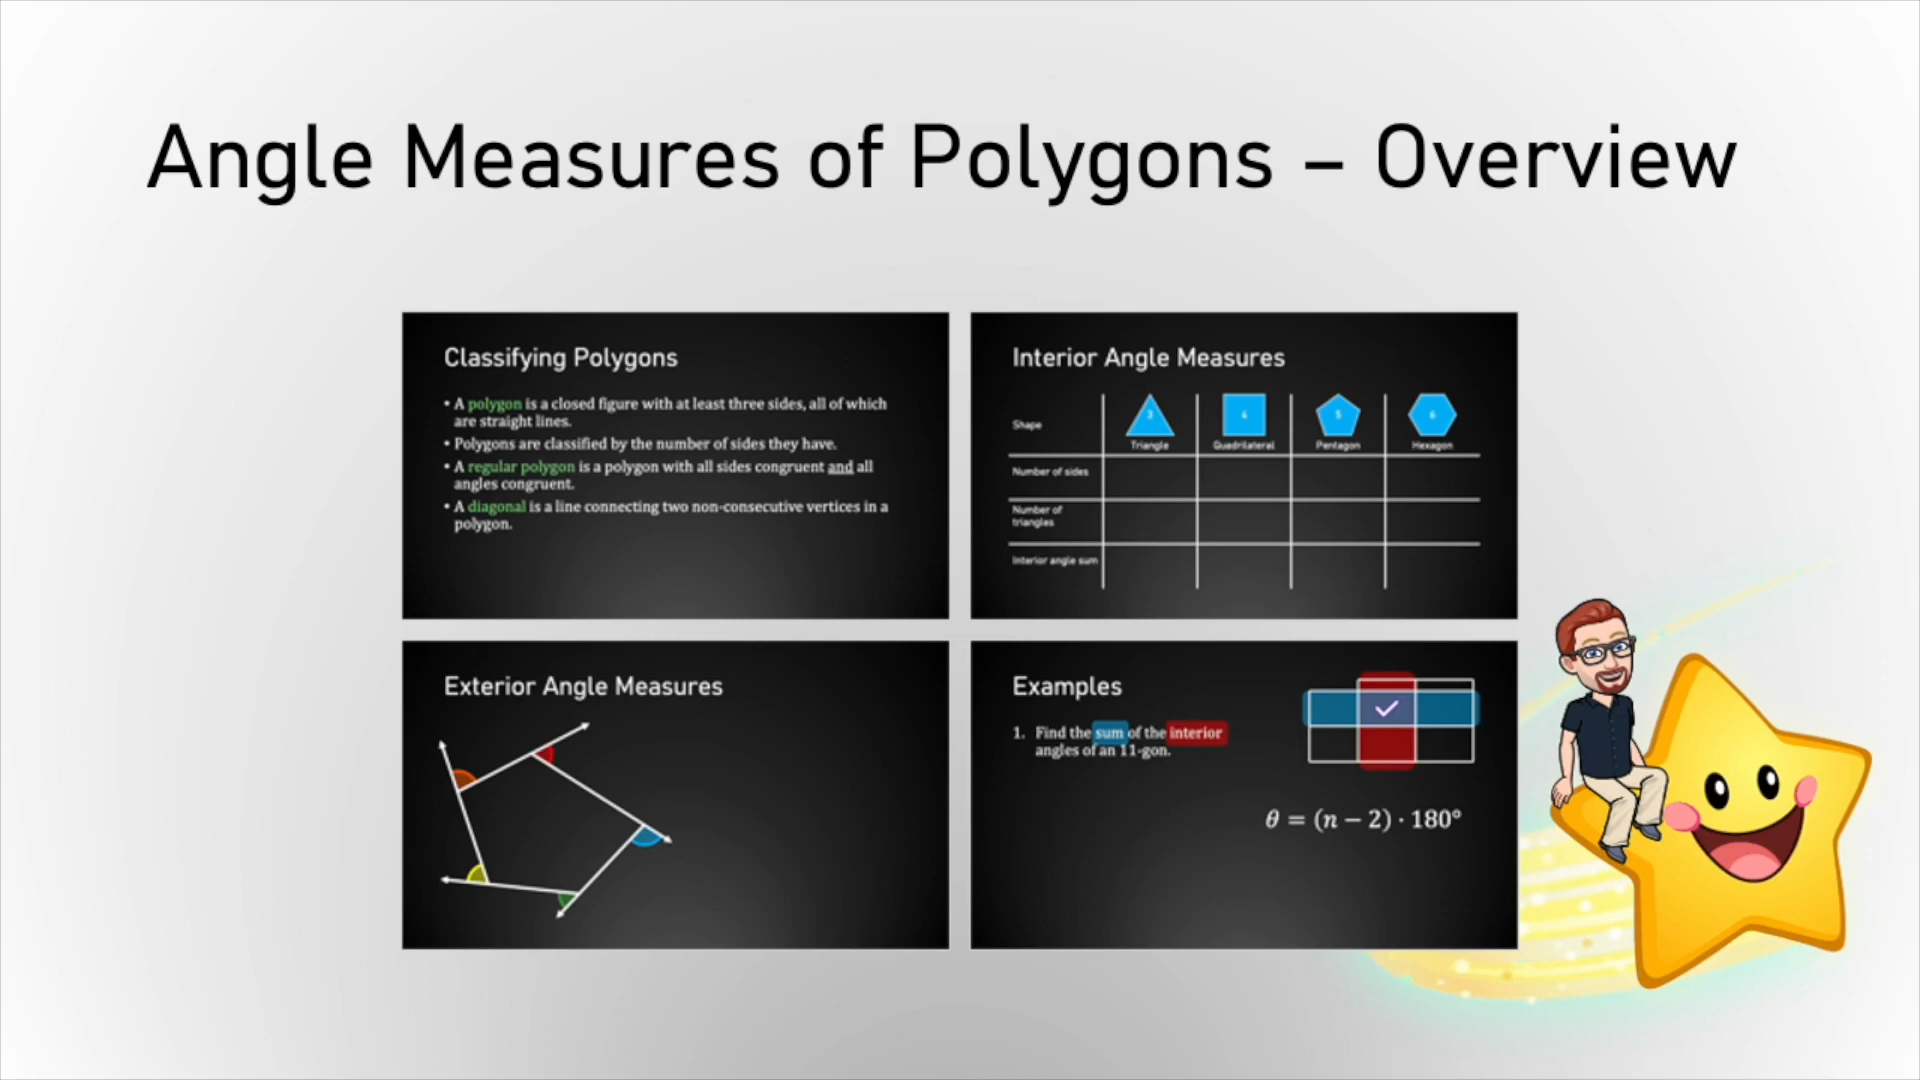 Angle Measures of Polygons – Overview
Classifying Polygons
• A polygon is a closed figure with at least three sides, all of which
are straight lines.
• Polygons are classified by the number of sides they have.
• A regular polygon is a polygon with all sides congruent and all
angles congruent.
• A diagonal is a line connecting two non-consecutive vertices in a
polygon.
Interior Angle Measures
Shape
3
4
5
6
Triangle
Quadrilateral
Pentagon
Hexagon
Number of sides
Number of
triangles
Interior angle sum
Exterior Angle Measures
Examples
1. Find the sum of the interior
angles of an 11-gon.
θ = (n − 2) · 180°